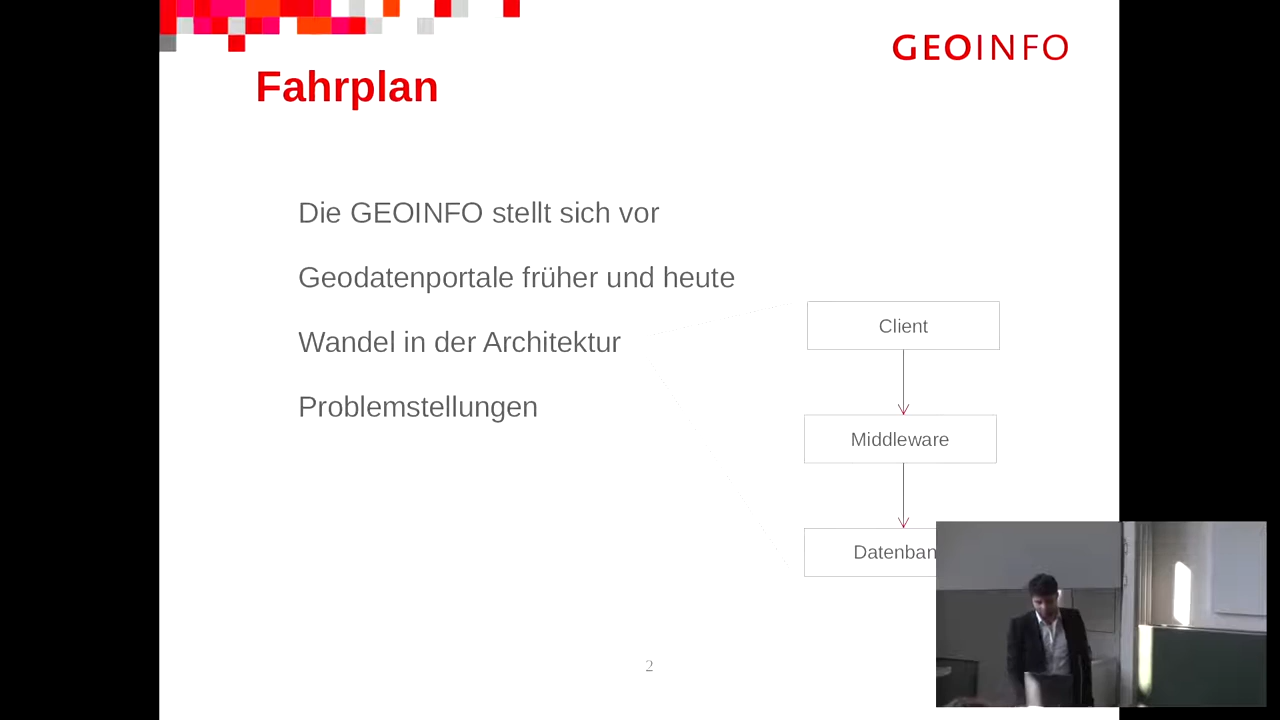 GEOINFO
Fahrplan
Die GEOINFO stellt sich vor
Geodatenportale früher und heute
Wandel in der Architektur
Problemstellungen
Client
Middleware
Datenban
2